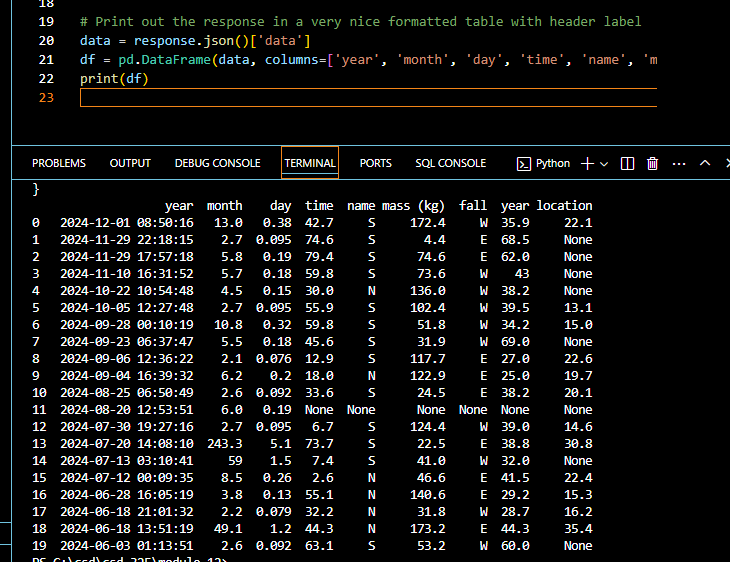 18
19 # Print out the response in a very nice formatted table with header label
20 data = response.json()['data']
21 df = pd.DataFrame(data, columns=['year', 'month', 'day', 'time', 'name', 'm
22 print(df)
23
PROBLEMS OUTPUT DEBUG CONSOLE TERMINAL PORTS SQL CONSOLE Python
}
year month day time name mass (kg) fall year location
0 2024-12-01 08:50:16 13.0 0.38 42.7 S 172.4 W 35.9 22.1
1 2024-11-29 22:18:15 2.7 0.095 74.6 S 4.4 E 68.5 None
2 2024-11-29 17:57:18 5.8 0.19 79.4 S 74.6 E 62.0 None
3 2024-11-10 16:31:52 5.7 0.18 59.8 S 73.6 W 43 None
4 2024-10-22 10:54:48 4.5 0.15 30.0 N 136.0 W 38.2 None
5 2024-10-05 12:27:48 2.7 0.095 55.9 S 102.4 W 39.5 13.1
6 2024-09-28 00:10:19 10.8 0.32 59.8 S 51.8 W 34.2 15.0
7 2024-09-23 06:37:47 5.5 0.18 45.6 S 31.9 W 69.0 None
8 2024-09-06 12:36:22 2.1 0.076 12.9 S 117.7 E 27.0 22.6
9 2024-09-04 16:39:32 6.2 0.2 18.0 N 122.9 E 25.0 19.7
10 2024-08-25 06:50:49 2.6 0.092 33.6 S 24.5 E 38.2 20.1
11 2024-08-20 12:53:51 6.0 0.19 None None None None None None
12 2024-07-30 19:27:16 2.7 0.095 6.7 S 124.4 W 39.0 14.6
13 2024-07-20 14:08:10 243.3 5.1 73.7 S 22.5 E 38.8 30.8
14 2024-07-13 03:10:41 59 1.5 7.4 S 41.0 W 32.0 None
15 2024-07-12 00:09:35 8.5 0.26 2.6 N 46.6 E 41.5 22.4
16 2024-06-28 16:05:19 3.8 0.13 55.1 N 140.6 E 29.2 15.3
17 2024-06-18 21:01:32 2.2 0.079 32.2 N 31.8 W 28.7 16.2
18 2024-06-18 13:51:19 49.1 1.2 44.3 N 173.2 E 44.3 35.4
19 2024-06-03 01:13:51 2.6 0.092 63.1 S 53.2 W 60.0 None